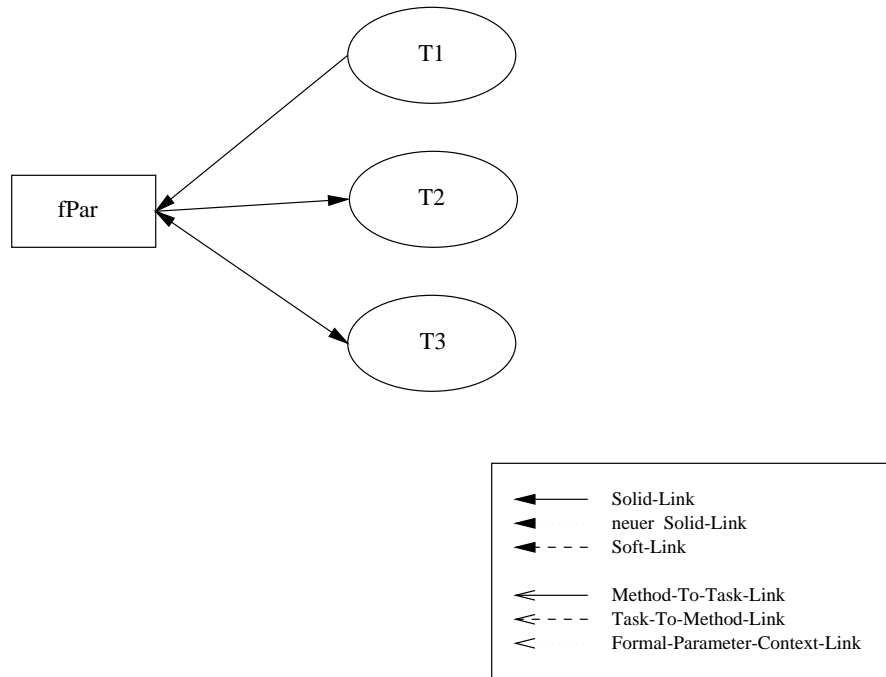 T1
T2
fPar
T3
Solid-Link
neuer Solid-Link
Soft-Link
Method-To-Task-Link
Task-To-Method-Link
Formal-Parameter-Context-Link